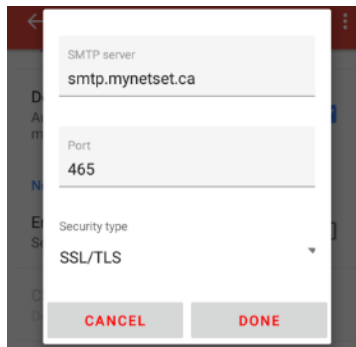 SMTP server
smtp.mynetset.ca
Port
465
Security type
SSL/TLS
CANCEL
DONE